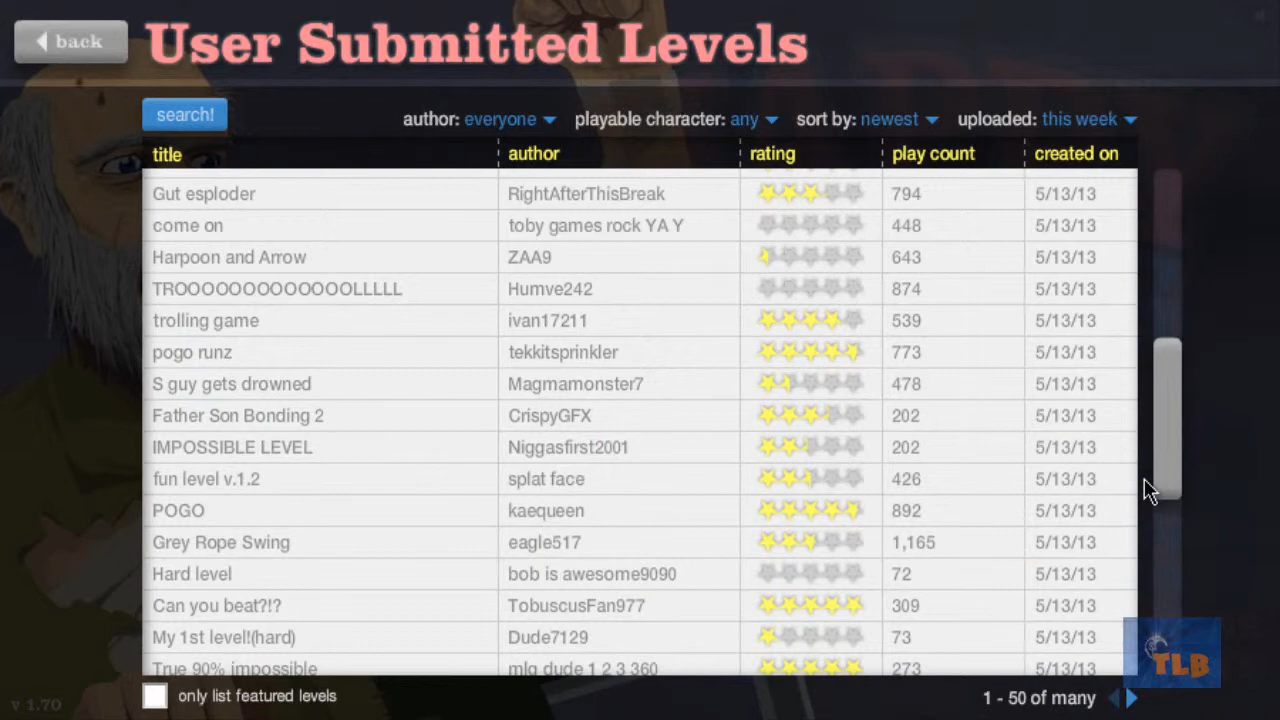 back User Submitted Levels
search! author: everyone playable character: any sort by: newest uploaded: this week
title author rating play count created on
Gut esploder RightAfterThisBreak 794 5/13/13
come on toby games rock YA Y 448 5/13/13
Harpoon and Arrow ZAA9 643 5/13/13
TROOOOOOOOOOOOOLLLLL Humve242 874 5/13/13
trolling game ivan17211 539 5/13/13
pogo runz tekkitsprinkler 773 5/13/13
S guy gets drowned Magmamonster7 478 5/13/13
Father Son Bonding 2 CrispyGFX 202 5/13/13
IMPOSSIBLE LEVEL Niggasfirst2001 202 5/13/13
fun level v.1.2 splat face 426 5/13/13
POGO kaequeen 892 5/13/13
Grey Rope Swing eagle517 1,165 5/13/13
Hard level bob is awesome9090 72 5/13/13
Can you beat?!? TobuscusFan977 309 5/13/13
My 1st level!(hard) Dude7129 73 5/13/13
True 90% impossible mlg dude 1 2 3 360 273 5/13/13
TLB
only list featured levels 1 - 50 of many
v 1.70